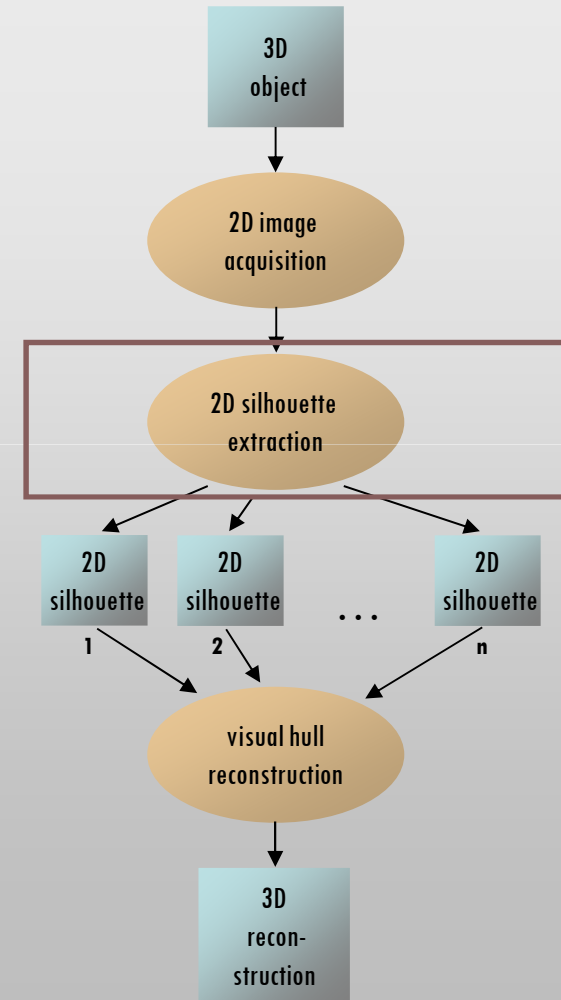 3D
object
2D image
acquisition
2D silhouette
extraction
2D
silhouette
1
2D
silhouette
2
...
2D
silhouette
n
visual hull
reconstruction
3D
recon-
struction